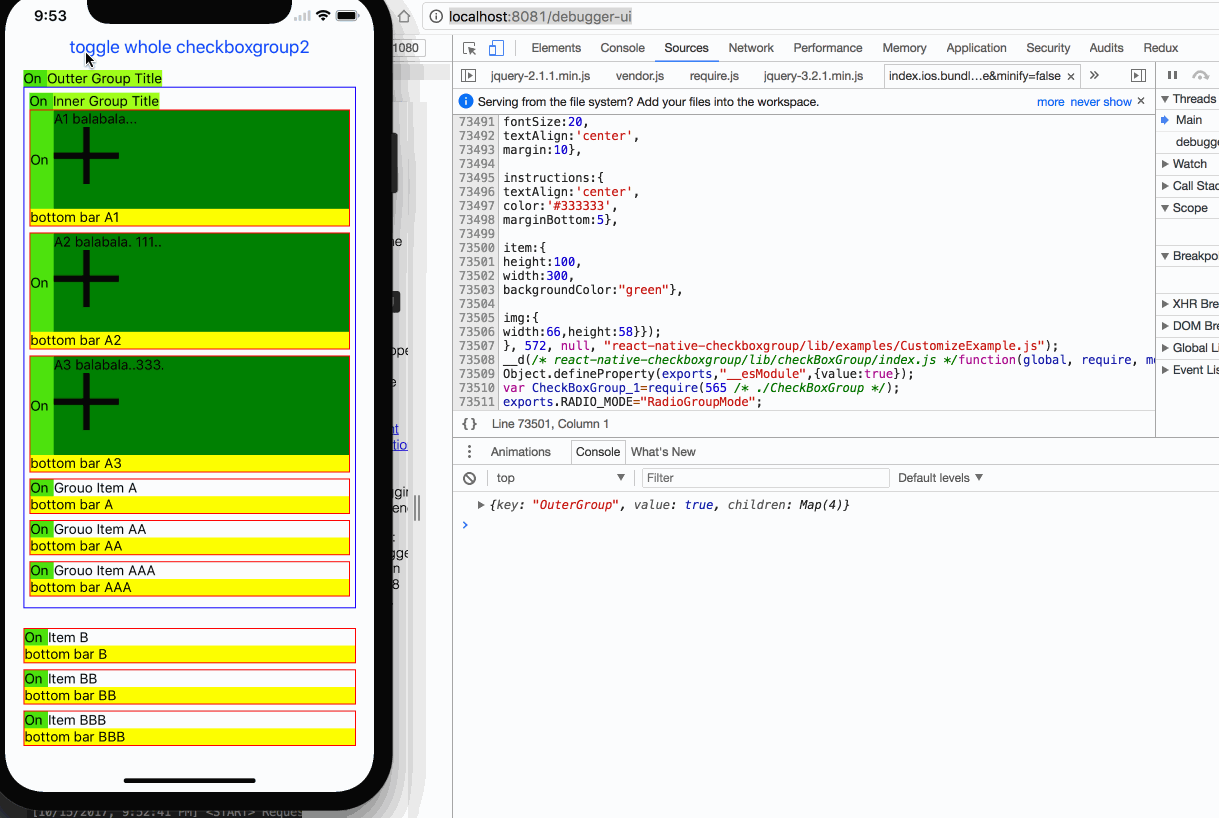 9:53
toggle whole checkboxgroup2
On Outter Group Title
On Inner Group Title
A1 balabala...
On
bottom bar A1
A2 balabala. 111..
On
bottom bar A2
A3 balabala..333.
On
bottom bar A3
On Grouo Item A
bottom bar A
On Grouo Item AA
bottom bar AA
On Grouo Item AAA
bottom bar AAA
On Item B
bottom bar B
On Item BB
bottom bar BB
On Item BBB
bottom bar BBB
[10/15/2017, 9:52:41 PM] <START> Reques
localhost:8081/debugger-ui
1080
Elements Console Sources Network Performance Memory Application Security Audits Redux
jquery-2.1.1.min.js vendor.js require.js jquery-3.2.1.min.js index.ios.bundl...e&minify=false × »
Serving from the file system? Add your files into the workspace. more never show ×
73491 fontSize:20,
73492 textAlign:'center',
73493 margin:10},
73494
73495 instructions:{
73496 textAlign:'center',
73497 color:'#333333',
73498 marginBottom:5},
73499
73500 item:{
73501 height:100,
73502 width:300,
73503 backgroundColor:"green"},
73504
73505 img:{
73506 width:66,height:58}});
73507 }, 572, null, "react-native-checkboxgroup/lib/examples/CustomizeExample.js");
73508 __d(/* react-native-checkboxgroup/lib/checkBoxGroup/index.js */function(global, require, m
73509 Object.defineProperty(exports,"__esModule",{value:true});
73510 var CheckBoxGroup_1=require(565 /* ./CheckBoxGroup */);
73511 exports.RADIO_MODE="RadioGroupMode";
{} Line 73501, Column 1
Threads
Main
debugge
Watch
Call Stac
Scope
Breakpoi
XHR Bre
DOM Bre
Global Li
Event Lis
Animations Console What's New
top Filter Default levels
{key: "OuterGroup", value: true, children: Map(4)}